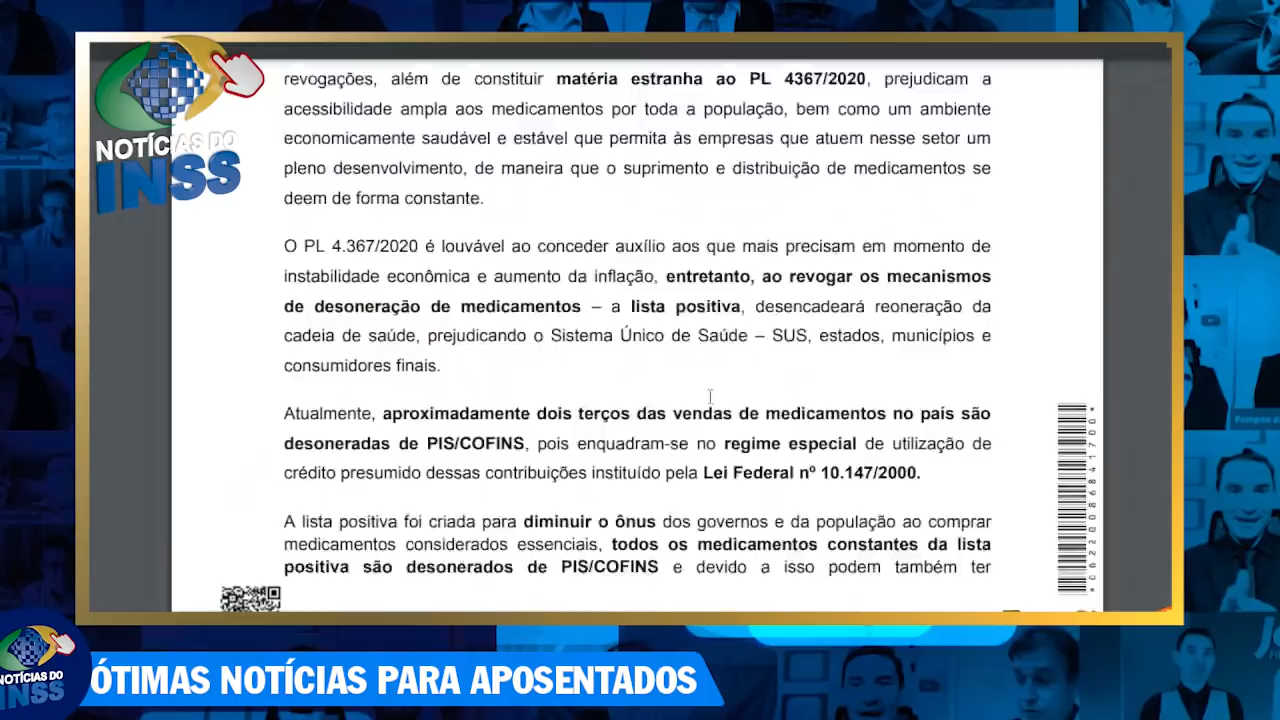 revogações, além de constituir matéria estranha ao PL 4367/2020, prejudicam a
acessibilidade ampla aos medicamentos por toda a população, bem como um ambiente
economicamente saudável e estável que permita às empresas que atuem nesse setor um
pleno desenvolvimento, de maneira que o suprimento e distribuição de medicamentos se
deem de forma constante.
NOTÍCIAS DO
INSS
O PL 4.367/2020 é louvável ao conceder auxílio aos que mais precisam em momento de
instabilidade econômica e aumento da inflação, entretanto, ao revogar os mecanismos
de desoneração de medicamentos – a lista positiva, desencadeará reoneração da
cadeia de saúde, prejudicando o Sistema Único de Saúde – SUS, estados, municípios e
consumidores finais.
Atualmente, aproximadamente dois terços das vendas de medicamentos no país são
desoneradas de PIS/COFINS, pois enquadram-se no regime especial de utilização de
crédito presumido dessas contribuições instituído pela Lei Federal nº 10.147/2000.
A lista positiva foi criada para diminuir o ônus dos governos e da população ao comprar
medicamentos considerados essenciais, todos os medicamentos constantes da lista
positiva são desonerados de PIS/COFINS e devido a isso podem também ter
NOTÍCIAS DO
INSS
ÓTIMAS NOTÍCIAS PARA APOSENTADOS